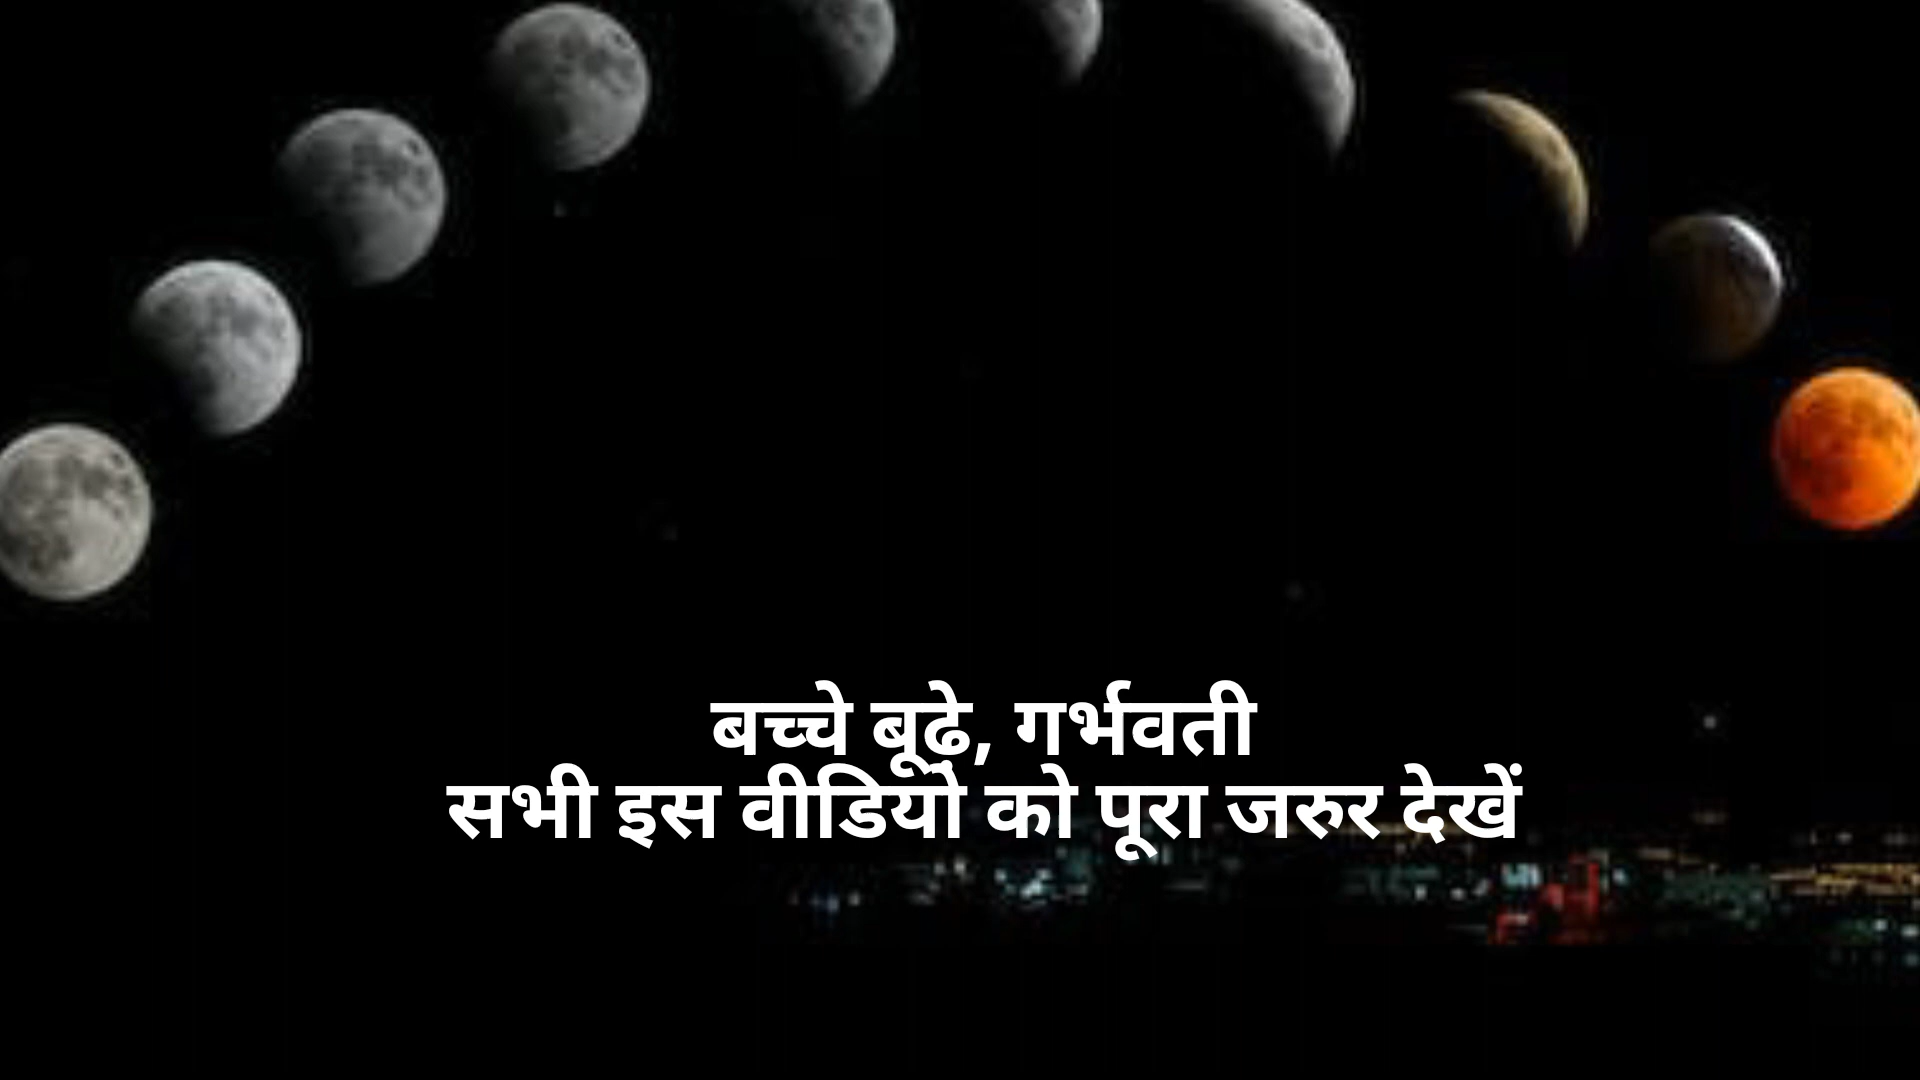 बच्चे बूढ़े, गर्भवती
सभी इस वीडियो को पूरा जरुर देखें